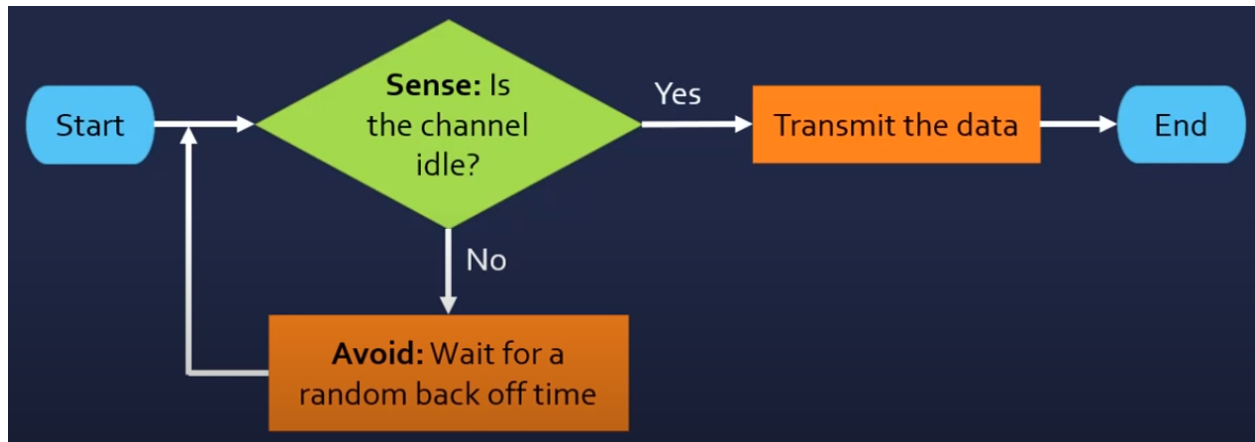 Start
Sense: Is
the channel
idle?
Yes
Transmit the data
End
No
Avoid: Wait for a
random back off time